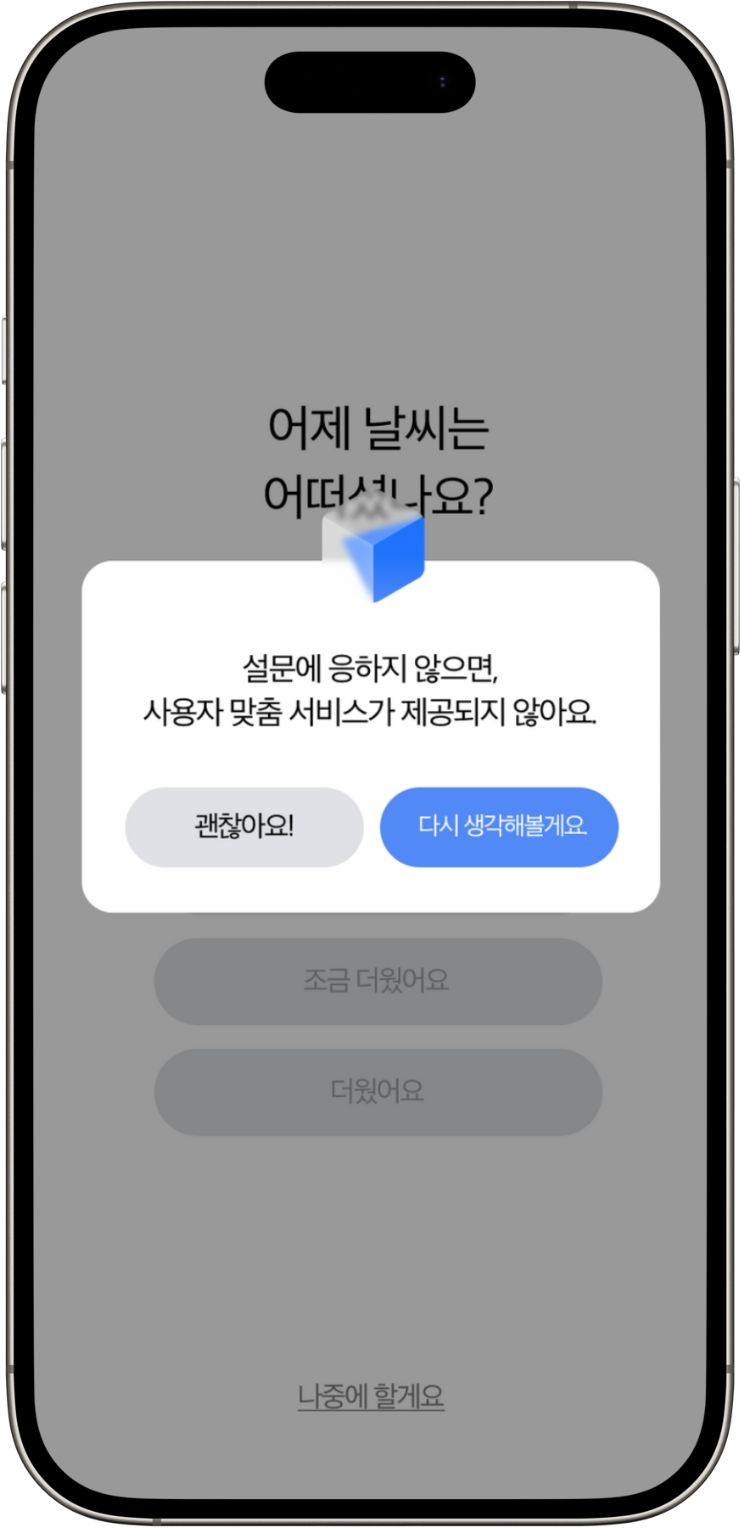 어제 날씨는
어떠셨나요?
설문에 응하지 않으면,
사용자 맞춤 서비스가 제공되지 않아요.
괜찮아요!
다시 생각해볼게요.
조금 더웠어요
더웠어요
나중에 할게요